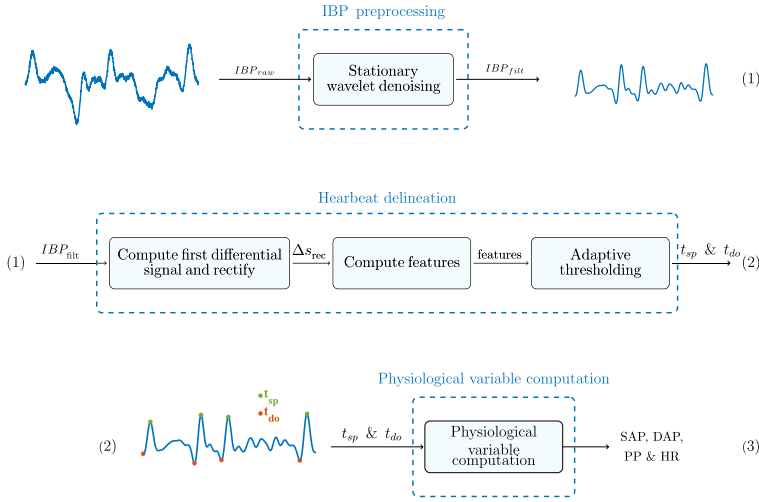 IBP preprocessing
IBP_raw
Stationary
wavelet denoising
IBP_filt
(1)
Hearbeat delineation
(1)
IBP_filt
Compute first differential
signal and rectify
Δs_rec
Compute features
features
Adaptive
thresholding
t_sp & t_do
(2)
Physiological variable computation
(2)
t_sp
t_do
t_sp & t_do
Physiological
variable
computation
SAP, DAP,
PP & HR
(3)